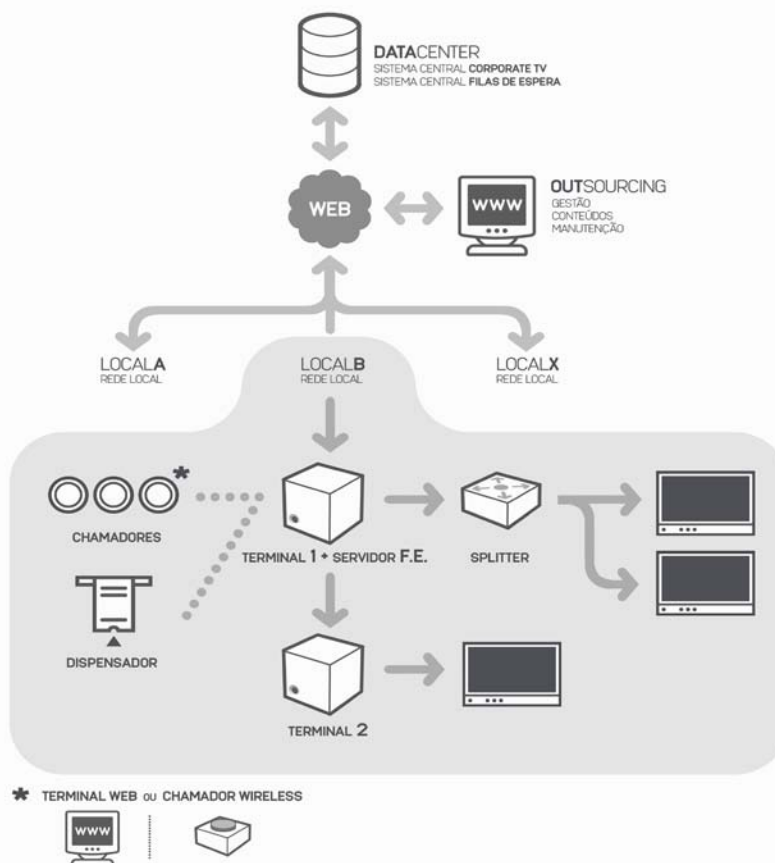 DATACENTER
SISTEMA CENTRAL CORPORATE TV
SISTEMA CENTRAL FILAS DE ESPERA
WEB
WWW
OUTSOURCING
GESTÃO
CONTEÚDOS
MANUTENÇÃO
LOCALA
REDE LOCAL
LOCALB
REDE LOCAL
LOCALX
REDE LOCAL
*
CHAMADORES
TERMINAL 1 + SERVIDOR F.E.
SPLITTER
DISPENSADOR
TERMINAL 2
* TERMINAL WEB OU CHAMADOR WIRELESS
WWW